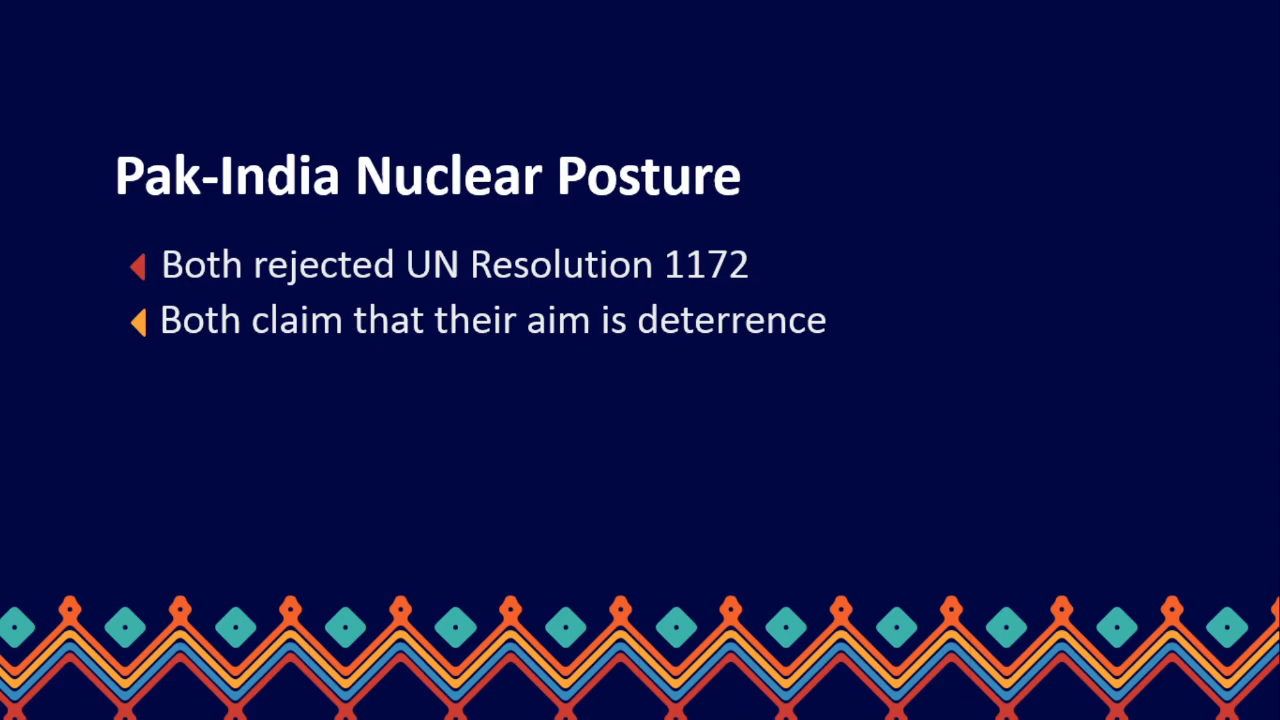 Pak-India Nuclear Posture
Both rejected UN Resolution 1172
Both claim that their aim is deterrence